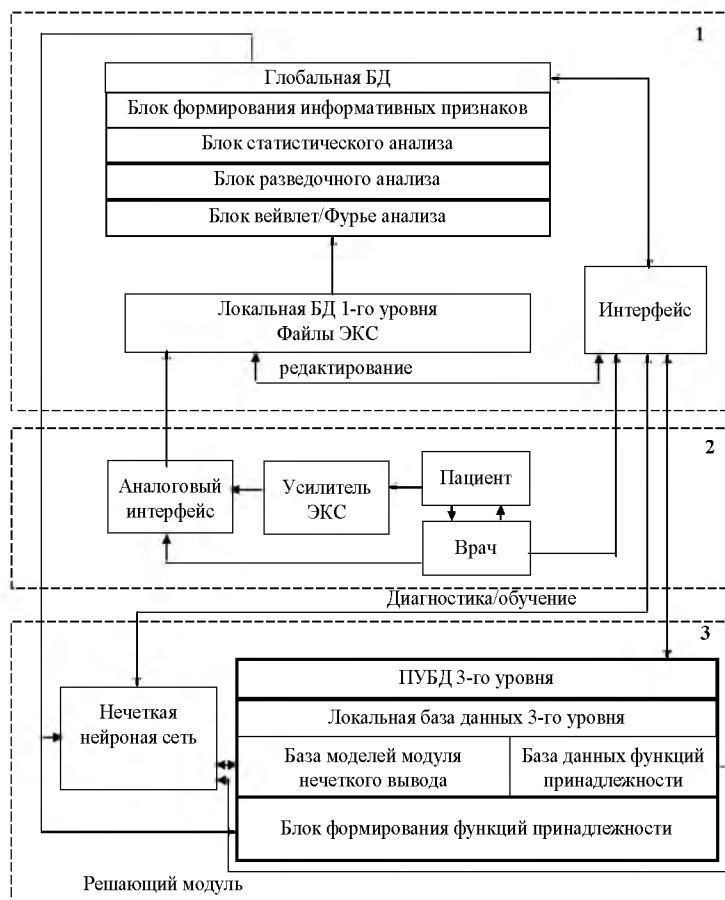 1
Глобальная БД
Блок формирования информативных признаков
Блок статистического анализа
Блок разведочного анализа
Блок вейвлет/Фурье анализа
Локальная БД 1-го уровня
Файлы ЭКС
Интерфейс
редактирование
2
Аналоговый
интерфейс
Усилитель
ЭКС
Пациент
Врач
Диагностика/обучение
3
Нечеткая
нейроная сеть
ПУБД 3-го уровня
Локальная база данных 3-го уровня
База моделей модуля
нечеткого вывода
База данных функций
принадлежности
Блок формирования функций принадлежности
Решающий модуль